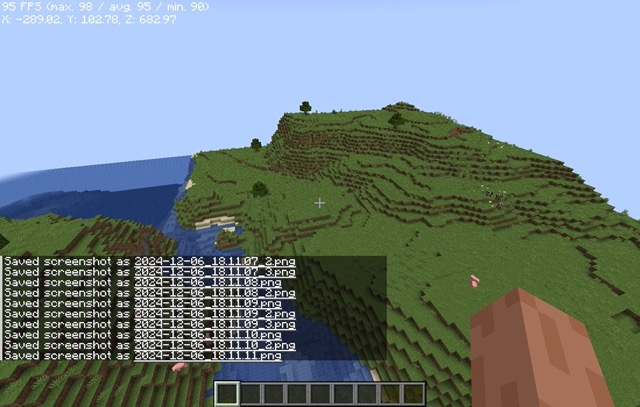 95 FPS (max. 98 / avg. 95 / min. 90)
X: -289.02, Y: 102.78, Z: 682.97
Saved screenshot as 2024-12-06_18.11.07_2.png
Saved screenshot as 2024-12-06_18.11.07_3.png
Saved screenshot as 2024-12-06_18.11.08.png
Saved screenshot as 2024-12-06_18.11.08_2.png
Saved screenshot as 2024-12-06_18.11.09.png
Saved screenshot as 2024-12-06_18.11.09_2.png
Saved screenshot as 2024-12-06_18.11.09_3.png
Saved screenshot as 2024-12-06_18.11.10.png
Saved screenshot as 2024-12-06_18.11.10_2.png
Saved screenshot as 2024-12-06_18.11.11.png